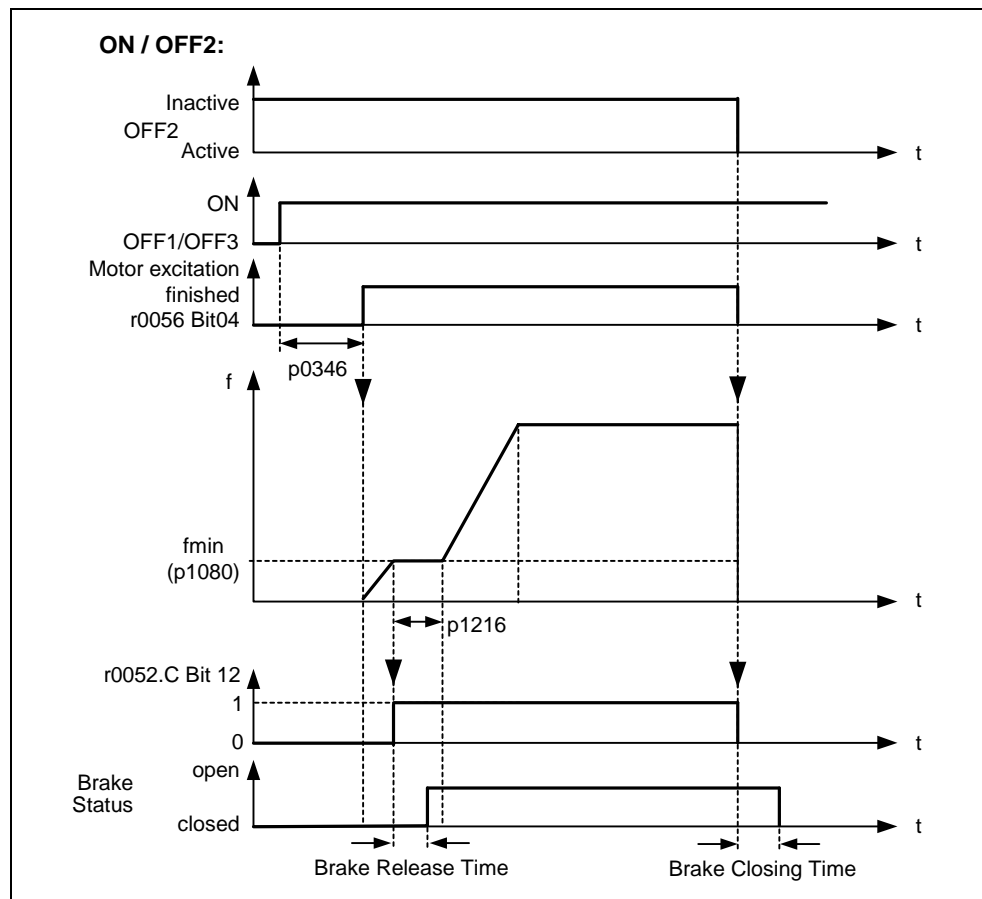 ON / OFF2:
Inactive
OFF2
Active
t
ON
OFF1/OFF3
t
Motor excitation
finished
r0056 Bit04
t
p0346
f
fmin
(p1080)
t
p1216
r0052.C Bit 12
1
0
t
open
Brake
Status
closed
t
Brake Release Time
Brake Closing Time